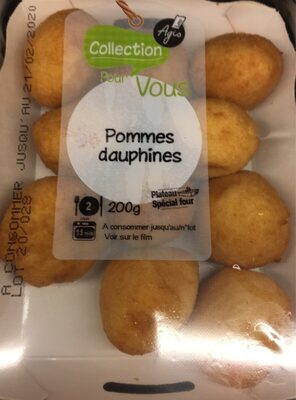 Agis
Collection
Pour
Vous
Pommes
dauphines
Plateau
Spécial four
2
200g
A consommer jusqu'au/n°lot
Voir sur le film
A CONSOMMER JUSQU'AU 21/02/2020
LOT 20/028